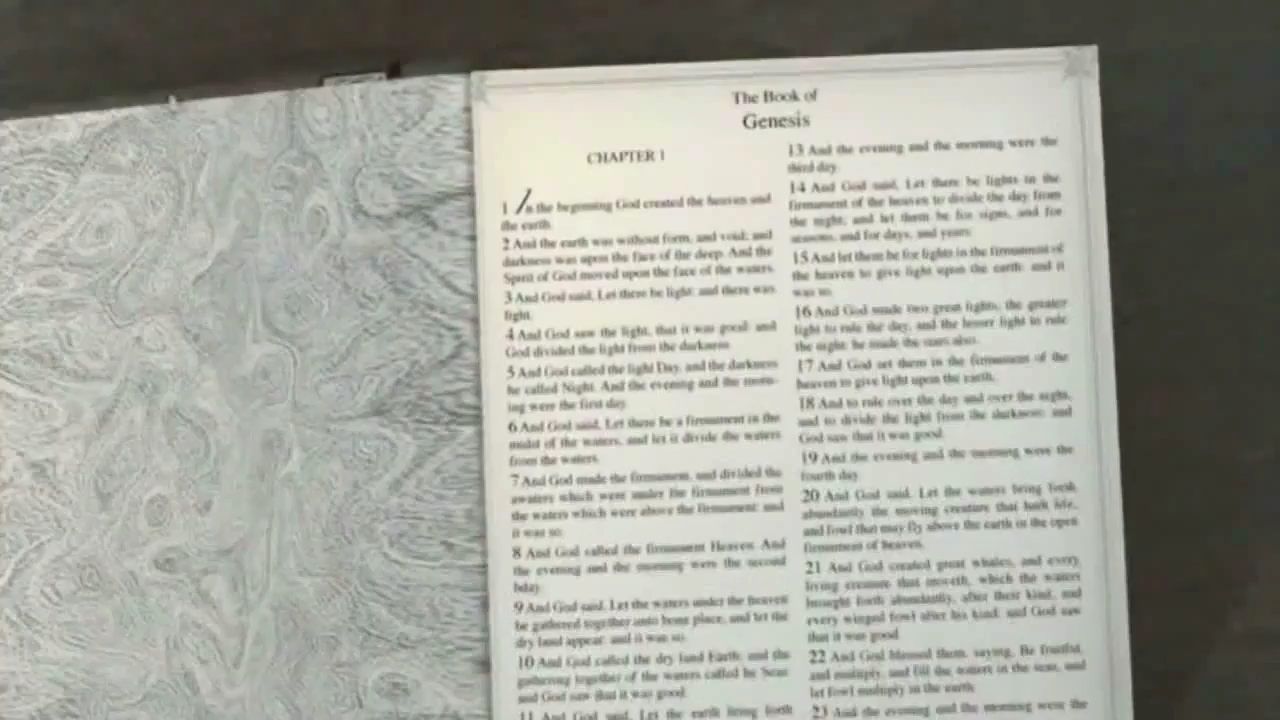 The Book of
Genesis
CHAPTER 1
1 In the beginning God created the heaven and
the earth.
2 And the earth was without form, and void; and
darkness was upon the face of the deep. And the
Spirit of God moved upon the face of the waters.
3 And God said, Let there be light: and there was
light.
4 And God saw the light, that it was good: and
God divided the light from the darkness.
5 And God called the light Day, and the darkness
he called Night. And the evening and the morn-
ing were the first day.
6 And God said, Let there be a firmament in the
midst of the waters, and let it divide the waters
from the waters.
7 And God made the firmament, and divided the
awaters which were under the firmament from
the waters which were above the firmament: and
it was so.
8 And God called the firmament Heaven. And
the evening and the morning were the second
bday.
9 And God said, Let the waters under the heaven
be gathered together unto bone place, and let the
dry land appear: and it was so.
10 And God called the dry land Earth; and the
gathering together of the waters called he Seas:
and God saw that it was good.
11 And God said, Let the earth bring forth
13 And the evening and the morning were the
third day.
14 And God said, Let there be lights in the
firmament of the heaven to divide the day from
the night; and let them be for signs, and for
seasons, and for days, and years:
15 And let them be for lights in the firmament of
the heaven to give light upon the earth: and it
was so.
16 And God made two great lights; the greater
light to rule the day, and the lesser light to rule
the night: he made the stars also.
17 And God set them in the firmament of the
heaven to give light upon the earth,
18 And to rule over the day and over the night,
and to divide the light from the darkness: and
God saw that it was good.
19 And the evening and the morning were the
fourth day.
20 And God said, Let the waters bring forth
abundantly the moving creature that hath life,
and fowl that may fly above the earth in the open
firmament of heaven.
21 And God created great whales, and every
living creature that moveth, which the waters
brought forth abundantly, after their kind, and
every winged fowl after his kind: and God saw
that it was good.
22 And God blessed them, saying, Be fruitful,
and multiply, and fill the waters in the seas, and
let fowl multiply in the earth.
23 And the evening and the morning were the